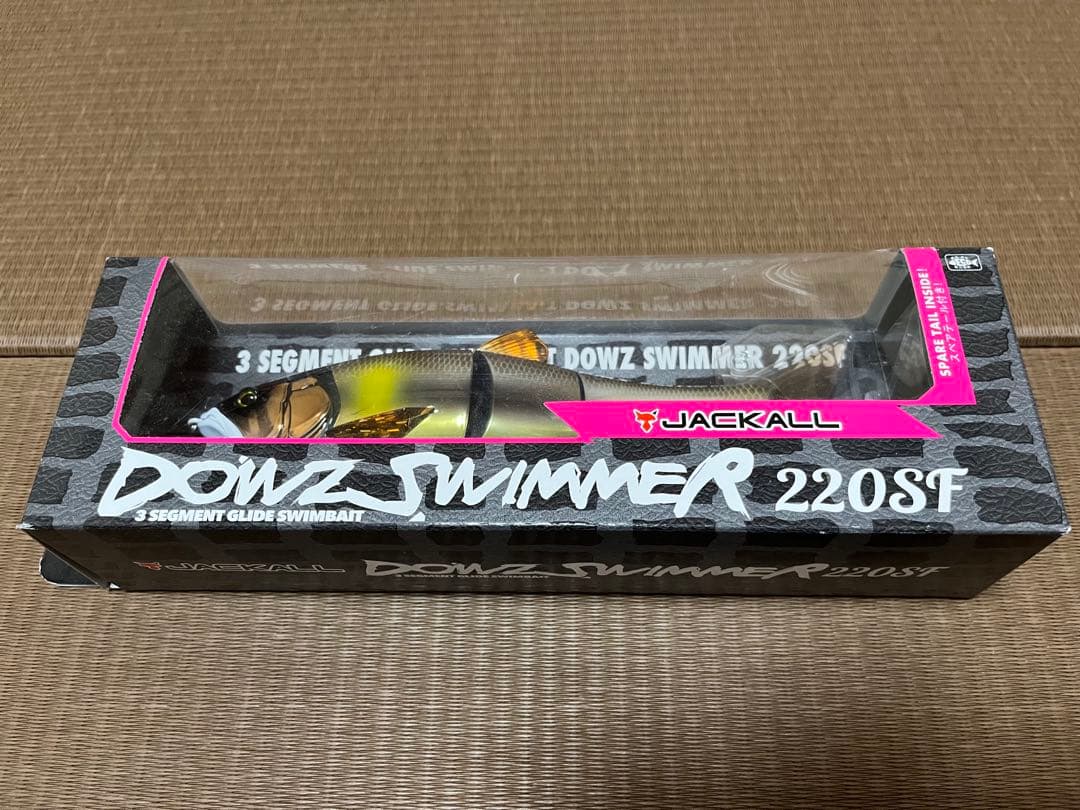 3 SEGMENT GLIDE SWIMBAIT DOWZ SWIMMER 220SF
3 SEGMENT DOWZ SWIMMER 220SF
SPARE TAIL INSIDE!
スペアテール付き!
JACKALL
DOWZ SWIMMER 220SF
3 SEGMENT GLIDE SWIMBAIT
JACKALL DOWZ SWIMMER 220SF
3 SEGMENT GLIDE SWIMBAIT